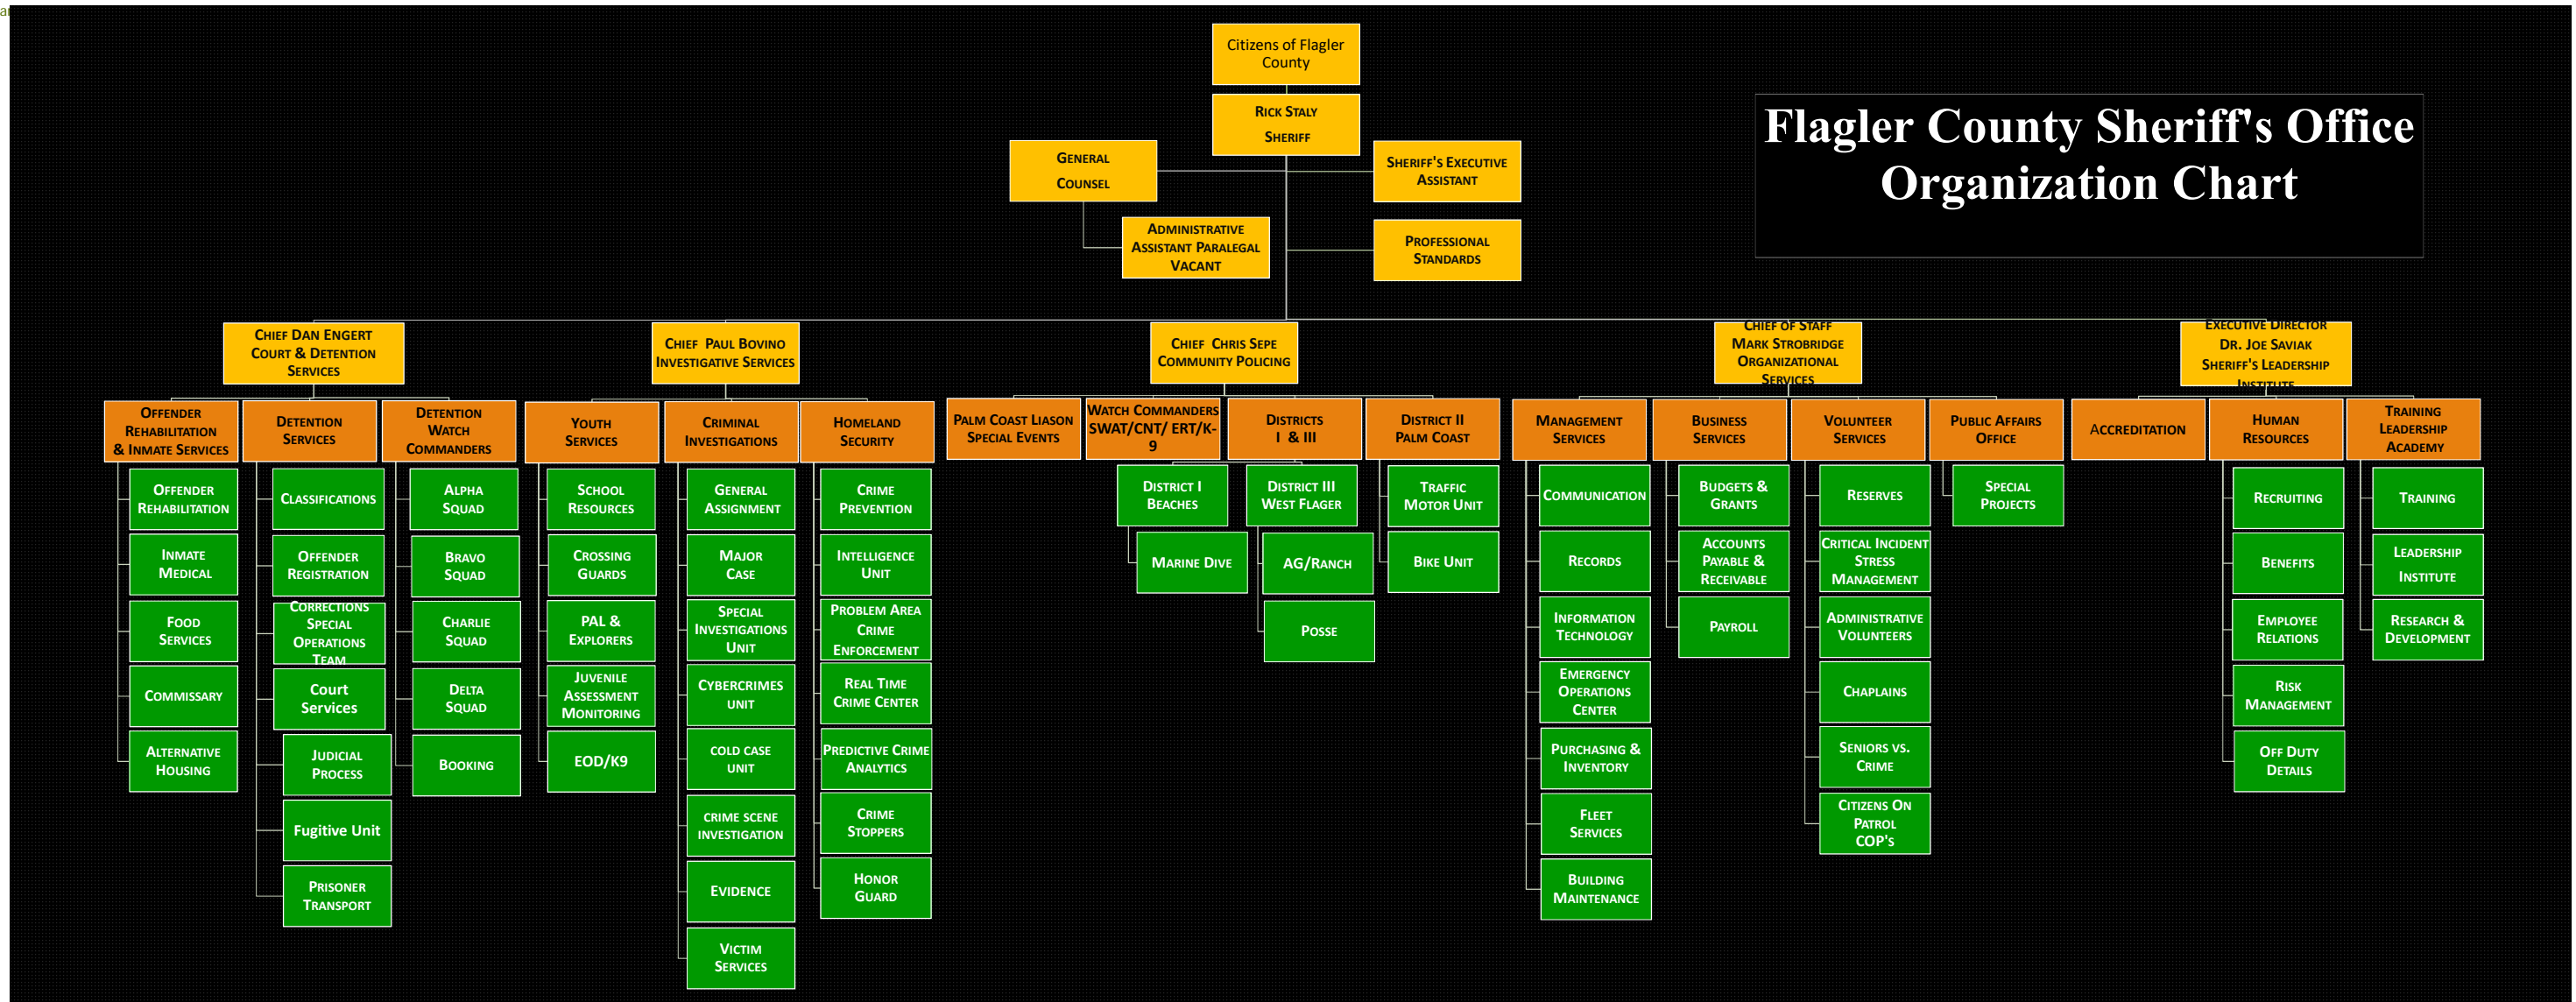 Citizens of Flagler
County
RICK STALY
SHERIFF
Flagler County Sheriff's Office
Organization Chart
GENERAL
COUNSEL
SHERIFF'S EXECUTIVE
ASSISTANT
ADMINISTRATIVE
ASSISTANT PARALEGAL
VACANT
PROFESSIONAL
STANDARDS
CHIEF DAN ENGERT
COURT & DETENTION
SERVICES
CHIEF PAUL BOVINO
INVESTIGATIVE SERVICES
CHIEF CHRIS SEPE
COMMUNITY POLICING
CHIEF OF STAFF
MARK STROBRIDGE
ORGANIZATIONAL
SERVICES
EXECUTIVE DIRECTOR
DR. JOE SAVIAK
SHERIFF'S LEADERSHIP
INSTITUTE
OFFENDER
REHABILITATION
& INMATE SERVICES
OFFENDER
REHABILITATION
INMATE
MEDICAL
FOOD
SERVICES
COMMISSARY
ALTERNATIVE
HOUSING
DETENTION
SERVICES
CLASSIFICATIONS
OFFENDER
REGISTRATION
CORRECTIONS
SPECIAL
OPERATIONS
TEAM
Court
Services
JUDICIAL
PROCESS
Fugitive Unit
PRISONER
TRANSPORT
DETENTION
WATCH
COMMANDERS
ALPHA
SQUAD
BRAVO
SQUAD
CHARLIE
SQUAD
DELTA
SQUAD
BOOKING
YOUTH
SERVICES
SCHOOL
RESOURCES
CROSSING
GUARDS
PAL &
EXPLORERS
JUVENILE
ASSESSMENT
MONITORING
EOD/K9
CRIMINAL
INVESTIGATIONS
GENERAL
ASSIGNMENT
MAJOR
CASE
SPECIAL
INVESTIGATIONS
UNIT
CYBERCRIMES
UNIT
COLD CASE
UNIT
CRIME SCENE
INVESTIGATION
EVIDENCE
VICTIM
SERVICES
HOMELAND
SECURITY
CRIME
PREVENTION
INTELLIGENCE
UNIT
PROBLEM AREA
CRIME
ENFORCEMENT
REAL TIME
CRIME CENTER
PREDICTIVE CRIME
ANALYTICS
CRIME
STOPPERS
HONOR
GUARD
PALM COAST LIASON
SPECIAL EVENTS
WATCH COMMANDERS
SWAT/CNT/ ERT/K-
9
DISTRICTS
I & III
DISTRICT I
BEACHES
MARINE DIVE
DISTRICT III
WEST FLAGER
AG/RANCH
POSSE
DISTRICT II
PALM COAST
TRAFFIC
MOTOR UNIT
BIKE UNIT
MANAGEMENT
SERVICES
COMMUNICATION
RECORDS
INFORMATION
TECHNOLOGY
EMERGENCY
OPERATIONS
CENTER
PURCHASING &
INVENTORY
FLEET
SERVICES
BUILDING
MAINTENANCE
BUSINESS
SERVICES
BUDGETS &
GRANTS
ACCOUNTS
PAYABLE &
RECEIVABLE
PAYROLL
VOLUNTEER
SERVICES
RESERVES
CRITICAL INCIDENT
STRESS
MANAGEMENT
ADMINISTRATIVE
VOLUNTEERS
CHAPLAINS
SENIORS VS.
CRIME
CITIZENS ON
PATROL
COP'S
PUBLIC AFFAIRS
OFFICE
SPECIAL
PROJECTS
ACCREDITATION
HUMAN
RESOURCES
RECRUITING
BENEFITS
EMPLOYEE
RELATIONS
RISK
MANAGEMENT
OFF DUTY
DETAILS
TRAINING
LEADERSHIP
ACADEMY
TRAINING
LEADERSHIP
INSTITUTE
RESEARCH &
DEVELOPMENT